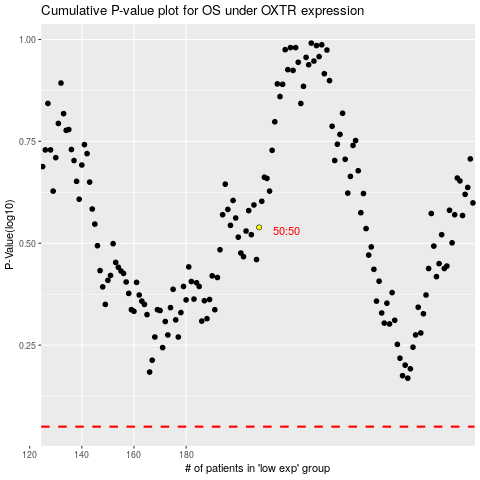 Cumulative P-value plot for OS under OXTR expression
1.00
0.75
0.50
0.25
P-Value(log10)
50:50
120 140 160 180
# of patients in 'low exp' group